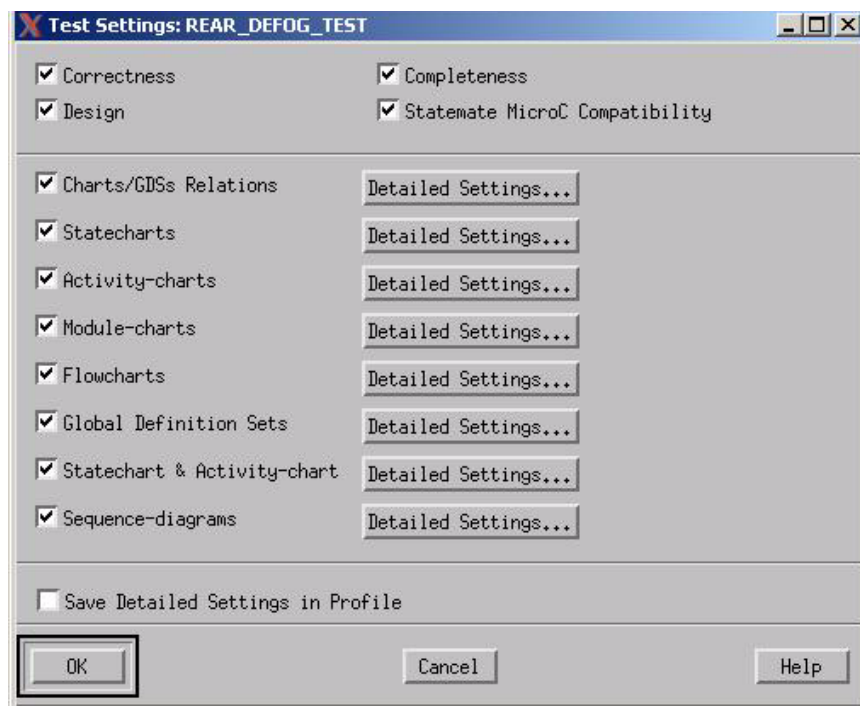 Test Settings: REAR_DEFOG_TEST
Correctness Completeness
Design Statemate MicroC Compatibility
Charts/GDSs Relations Detailed Settings...
Statecharts Detailed Settings...
Activity-charts Detailed Settings...
Module-charts Detailed Settings...
Flowcharts Detailed Settings...
Global Definition Sets Detailed Settings...
Statechart & Activity-chart Detailed Settings...
Sequence-diagrams Detailed Settings...
Save Detailed Settings in Profile
OK Cancel Help